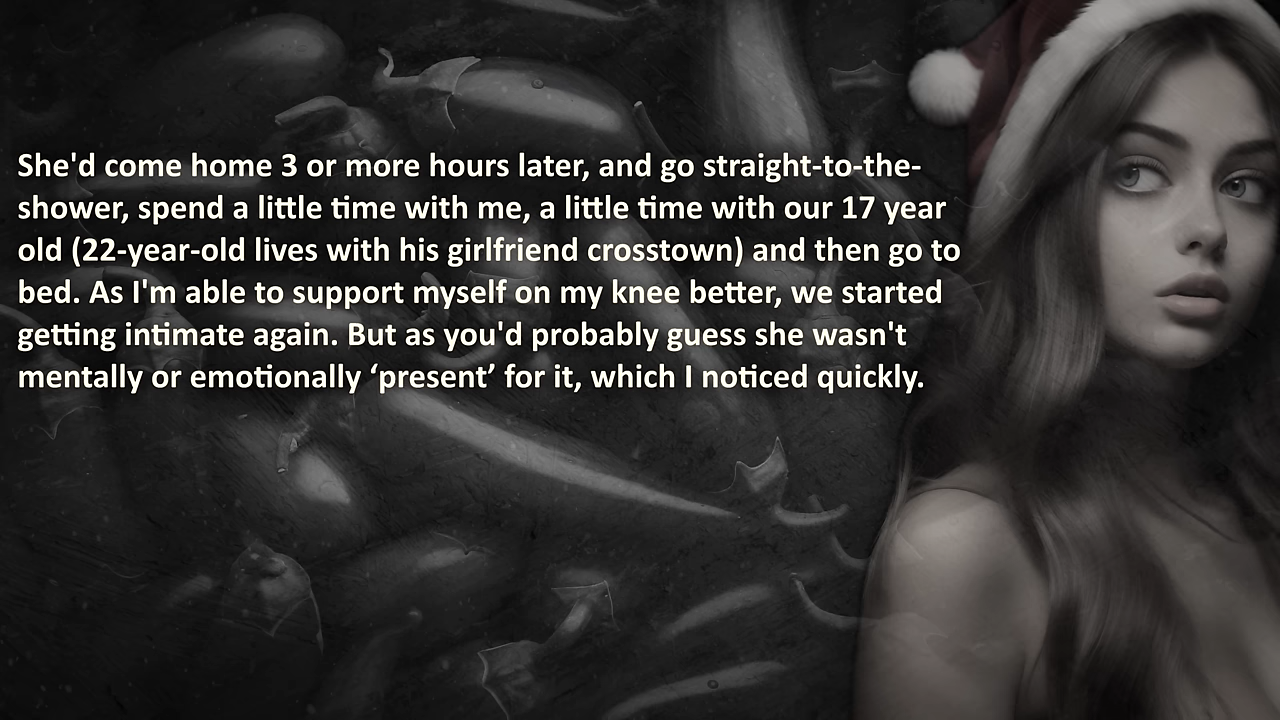 She'd come home 3 or more hours later, and go straight-to-the-
shower, spend a little time with me, a little time with our 17 year
old (22-year-old lives with his girlfriend crosstown) and then go to
bed. As I'm able to support myself on my knee better, we started
getting intimate again. But as you'd probably guess she wasn't
mentally or emotionally ‘present’ for it, which I noticed quickly.